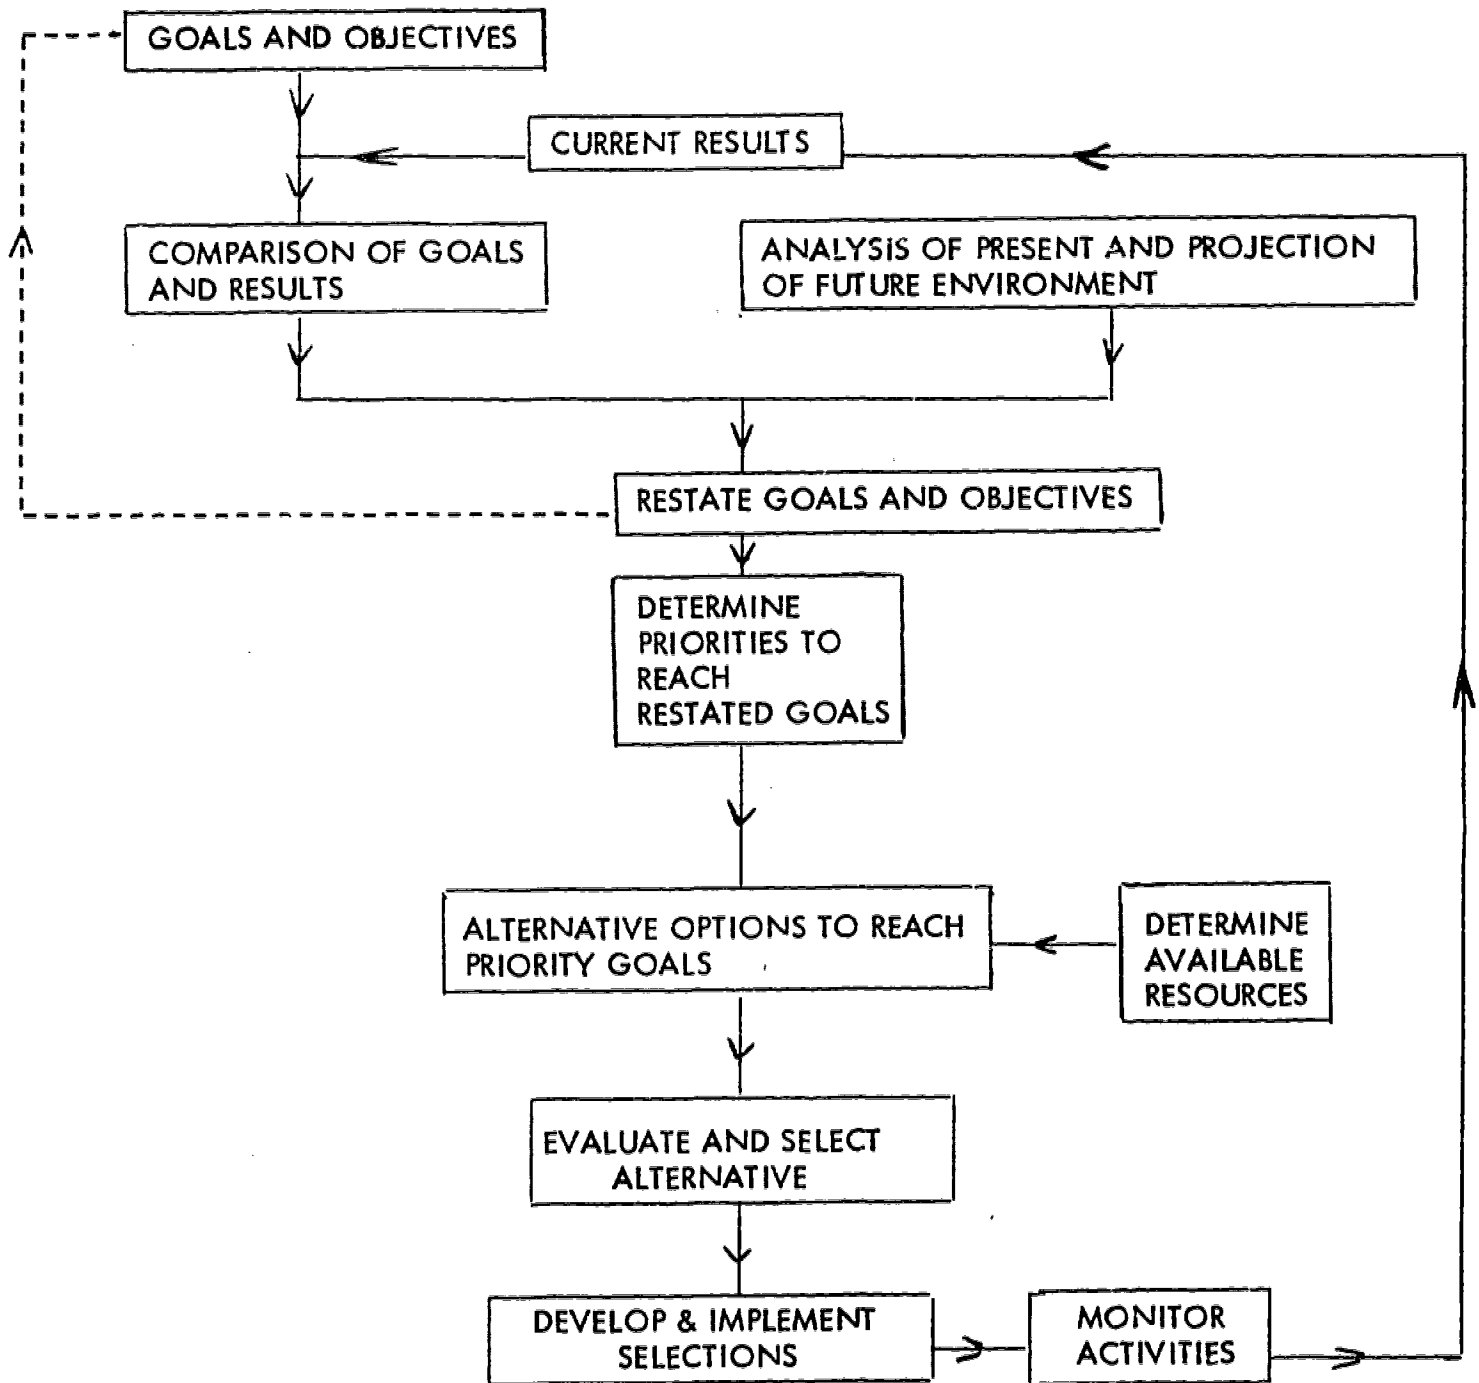 GOALS AND OBJECTIVES
CURRENT RESULTS
COMPARISON OF GOALS
AND RESULTS
ANALYSIS OF PRESENT AND PROJECTION
OF FUTURE ENVIRONMENT
RESTATE GOALS AND OBJECTIVES
DETERMINE
PRIORITIES TO
REACH
RESTATED GOALS
ALTERNATIVE OPTIONS TO REACH
PRIORITY GOALS
DETERMINE
AVAILABLE
RESOURCES
EVALUATE AND SELECT
ALTERNATIVE
DEVELOP & IMPLEMENT
SELECTIONS
MONITOR
ACTIVITIES